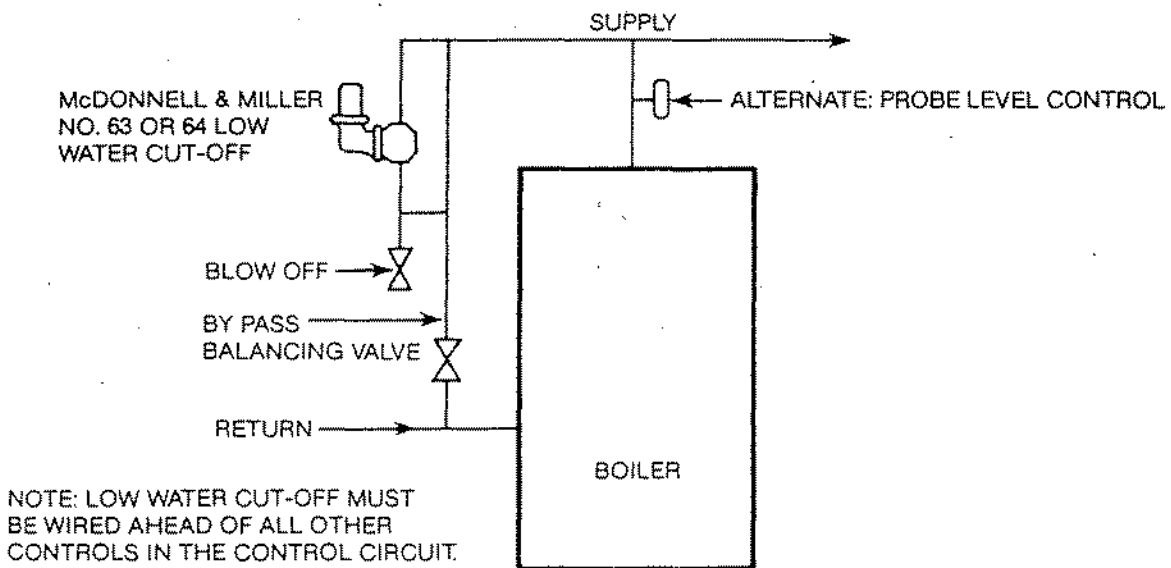 SUPPLY
McDONNELL & MILLER
NO. 63 OR 64 LOW
WATER CUT-OFF
ALTERNATE: PROBE LEVEL CONTROL
BLOW OFF
BY PASS
BALANCING VALVE
RETURN
BOILER
NOTE: LOW WATER CUT-OFF MUST
BE WIRED AHEAD OF ALL OTHER
CONTROLS IN THE CONTROL CIRCUIT.